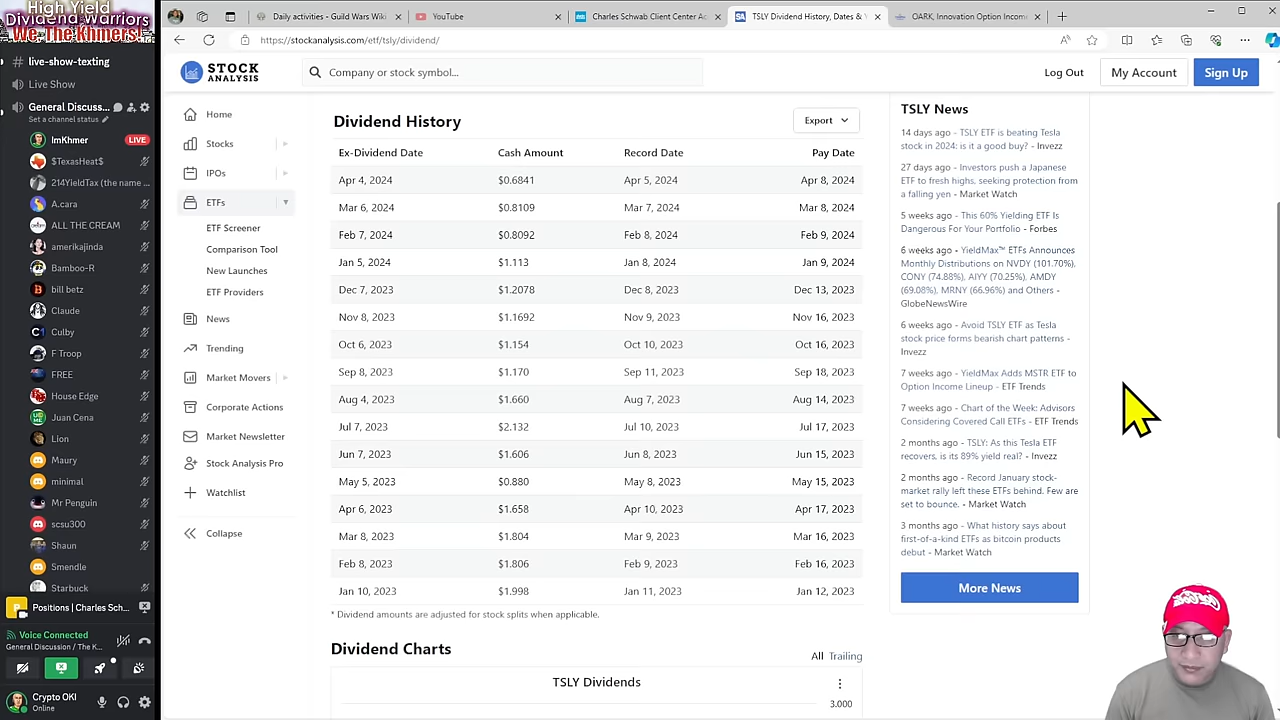 High Yield
Dividend Warriors
We The Khmers!
# live-show-texting
Live Show
General Discuss...
ImKhmer LIVE
$TexasHeat$
214YieldTax (the name ...
A.cara
ALL THE CREAM
amerikajinda
Bamboo-R
bill betz
Claude
Culby
F Troop
FREE
House Edge
Juan Cena
Lion
Maury
minimal
Mr Penguin
scsu300
Shaun
Smendle
Starbuck
Positions | Charles Sch...
Voice Connected
General Discussion / The K...
Crypto OKI
Online
Daily activities - Guild Wars Wiki
YouTube
Charles Schwab Client Center Ac
TSLY Dividend History, Dates & Y
OARK, Innovation Option Income
https://stockanalysis.com/etf/tsly/dividend/
STOCK
ANALYSIS
Company or stock symbol...
Log Out
My Account
Sign Up
Home
Stocks
IPOs
ETFs
ETF Screener
Comparison Tool
New Launches
ETF Providers
News
Trending
Market Movers
Corporate Actions
Market Newsletter
Stock Analysis Pro
Watchlist
Collapse
Dividend History
Export
Ex-Dividend Date Cash Amount Record Date Pay Date
Apr 4, 2024 $0.6841 Apr 5, 2024 Apr 8, 2024
Mar 6, 2024 $0.8109 Mar 7, 2024 Mar 8, 2024
Feb 7, 2024 $0.8092 Feb 8, 2024 Feb 9, 2024
Jan 5, 2024 $1.113 Jan 8, 2024 Jan 9, 2024
Dec 7, 2023 $1.2078 Dec 8, 2023 Dec 13, 2023
Nov 8, 2023 $1.1692 Nov 9, 2023 Nov 16, 2023
Oct 6, 2023 $1.154 Oct 10, 2023 Oct 16, 2023
Sep 8, 2023 $1.170 Sep 11, 2023 Sep 18, 2023
Aug 4, 2023 $1.660 Aug 7, 2023 Aug 14, 2023
Jul 7, 2023 $2.132 Jul 10, 2023 Jul 17, 2023
Jun 7, 2023 $1.606 Jun 8, 2023 Jun 15, 2023
May 5, 2023 $0.880 May 8, 2023 May 15, 2023
Apr 6, 2023 $1.658 Apr 10, 2023 Apr 17, 2023
Mar 8, 2023 $1.804 Mar 9, 2023 Mar 16, 2023
Feb 8, 2023 $1.806 Feb 9, 2023 Feb 16, 2023
Jan 10, 2023 $1.998 Jan 11, 2023 Jan 12, 2023
* Dividend amounts are adjusted for stock splits when applicable.
Dividend Charts
All Trailing
TSLY Dividends
3.000
TSLY News
14 days ago - TSLY ETF is beating Tesla
stock in 2024: is it a good buy? - Invezz
27 days ago - Investors push a Japanese
ETF to fresh highs, seeking protection from
a falling yen - Market Watch
5 weeks ago - This 60% Yielding ETF Is
Dangerous For Your Portfolio - Forbes
6 weeks ago - YieldMax™ ETFs Announces
Monthly Distributions on NVDY (101.70%),
CONY (74.88%), AIYY (70.25%), AMDY
(69.08%), MRNY (66.96%) and Others -
GlobeNewsWire
6 weeks ago - Avoid TSLY ETF as Tesla
stock price forms bearish chart patterns -
Invezz
7 weeks ago - YieldMax Adds MSTR ETF to
Option Income Lineup - ETF Trends
7 weeks ago - Chart of the Week: Advisors
Considering Covered Call ETFs - ETF Trends
2 months ago - TSLY: As this Tesla ETF
recovers, is its 89% yield real? - Invezz
2 months ago - Record January stock-
market rally left these ETFs behind. Few are
set to bounce. - Market Watch
3 months ago - What history says about
first-of-a-kind ETFs as bitcoin products
debut - Market Watch
More News